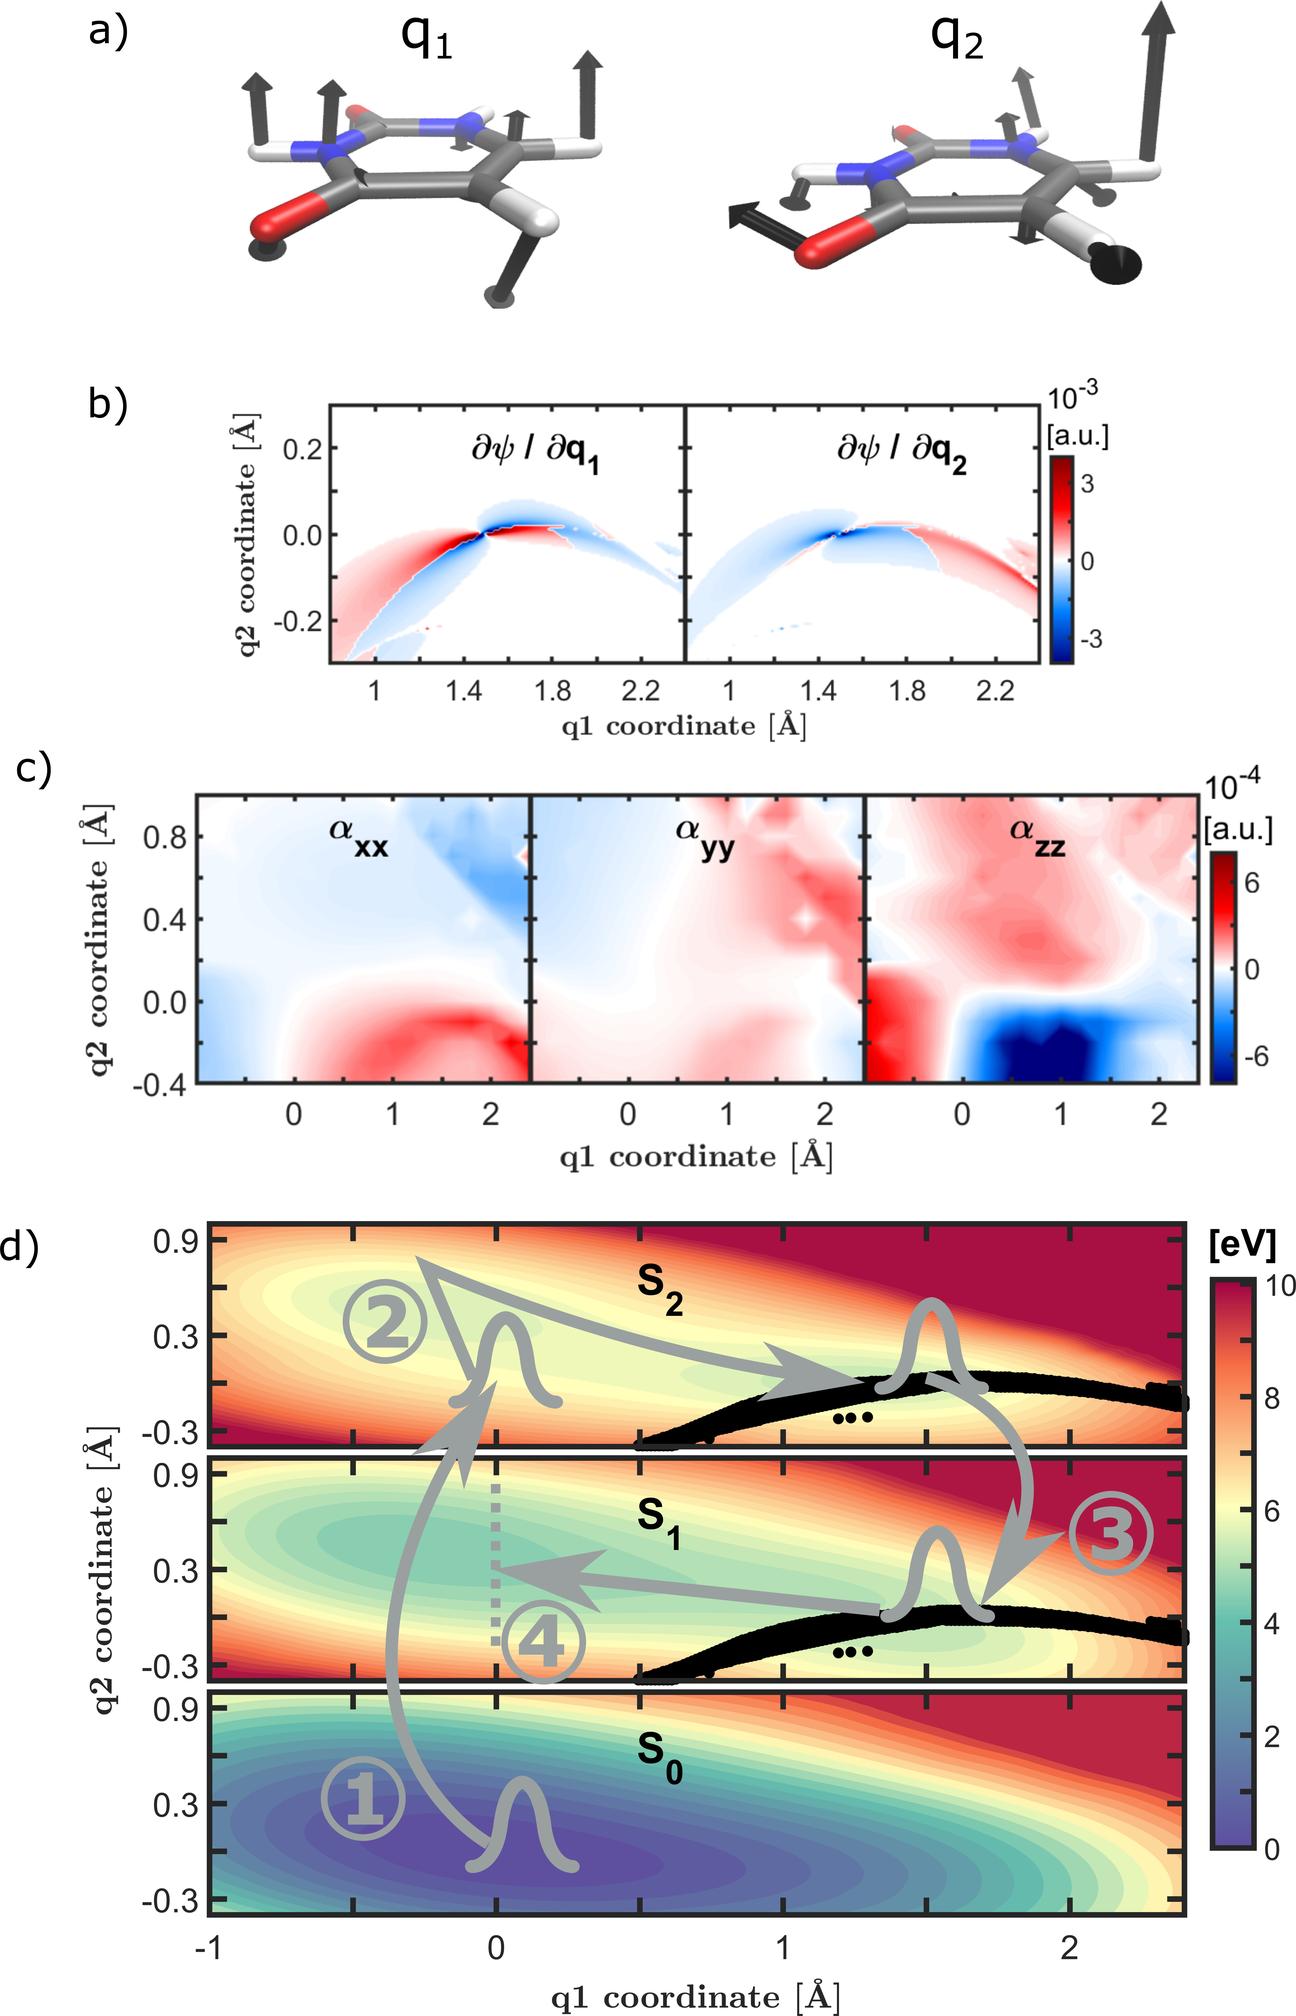 a)
q1
q2
b)
10-3
[a.u.]
∂ψ / ∂q1
∂ψ / ∂q2
q2 coordinate [Å]
0.2
0.0
-0.2
3
0
-3
1 1.4 1.8 2.2
1 1.4 1.8 2.2
q1 coordinate [Å]
c)
10-4
[a.u.]
αxx
αyy
αzz
q2 coordinate [Å]
0.8
0.4
0.0
-0.4
6
0
-6
0 1 2
0 1 2
0 1 2
q1 coordinate [Å]
d)
[eV]
0.9
0.3
-0.3
S2
②
③
0.9
0.3
-0.3
S1
④
0.9
0.3
-0.3
S0
①
q2 coordinate [Å]
10
8
6
4
2
0
-1 0 1 2
q1 coordinate [Å]